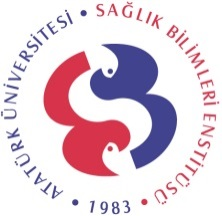 ATATÜRK ÜNİVERSİTESİ • SAĞLIK BİLİMLERİ ENSTİTÜSÜ
• 1983 •